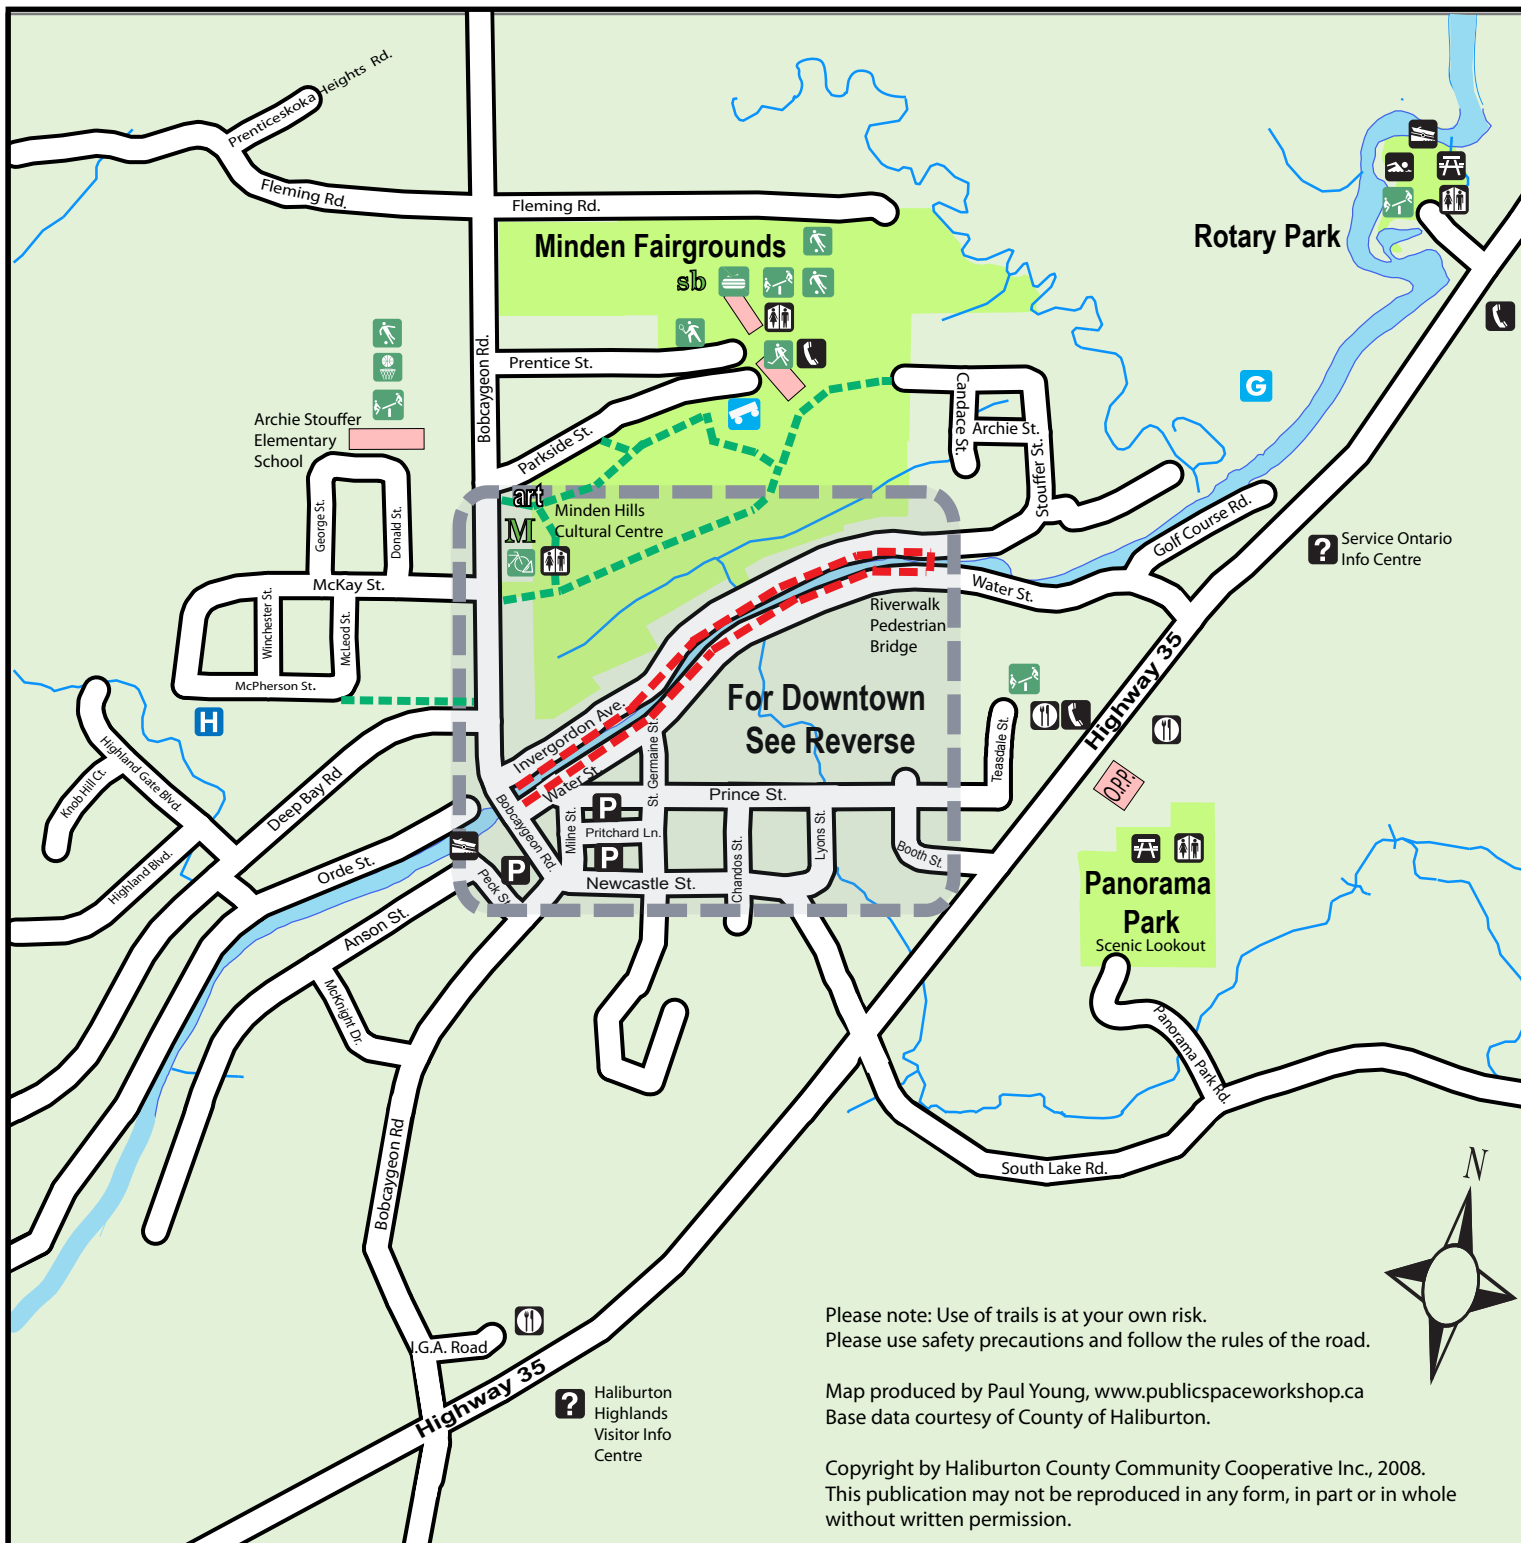 Prenticeskoka Heights Rd.
Fleming Rd.
Fleming Rd.
Minden Fairgrounds
sb
Rotary Park
Bobcaygeon Rd.
Prentice St.
Parkside St.
Archie Stouffer
Elementary
School
G
Candace St.
Archie St.
Stouffer St.
George St.
Donald St.
art
M
Minden Hills
Cultural Centre
Golf Course Rd.
?
Service Ontario
Info Centre
McKay St.
Winchester St.
McLeod St.
McPherson St.
Water St.
Riverwalk
Pedestrian
Bridge
Highway 35
H
For Downtown
See Reverse
Invergordon Ave.
Water St.
St. Germaine St.
Teasdale St.
Highland Gate Blvd.
Knob Hill Ct.
Deep Bay Rd
Highland Blvd.
Orde St.
Bobcaygeon Rd.
Milne St.
P
Pritchard Ln.
P
P
Prince St.
Lyons St.
Chandos St.
Booth St.
Newcastle St.
Peck St.
O.P.P.
Panorama
Park
Scenic Lookout
Anson St.
McKnight Dr.
Panorama Park Rd.
Bobcaygeon Rd
South Lake Rd.
N
I.G.A. Road
Highway 35
?
Haliburton
Highlands
Visitor Info
Centre
Please note: Use of trails is at your own risk.
Please use safety precautions and follow the rules of the road.
Map produced by Paul Young, www.publicspaceworkshop.ca
Base data courtesy of County of Haliburton.
Copyright by Haliburton County Community Cooperative Inc., 2008.
This publication may not be reproduced in any form, in part or in whole
without written permission.